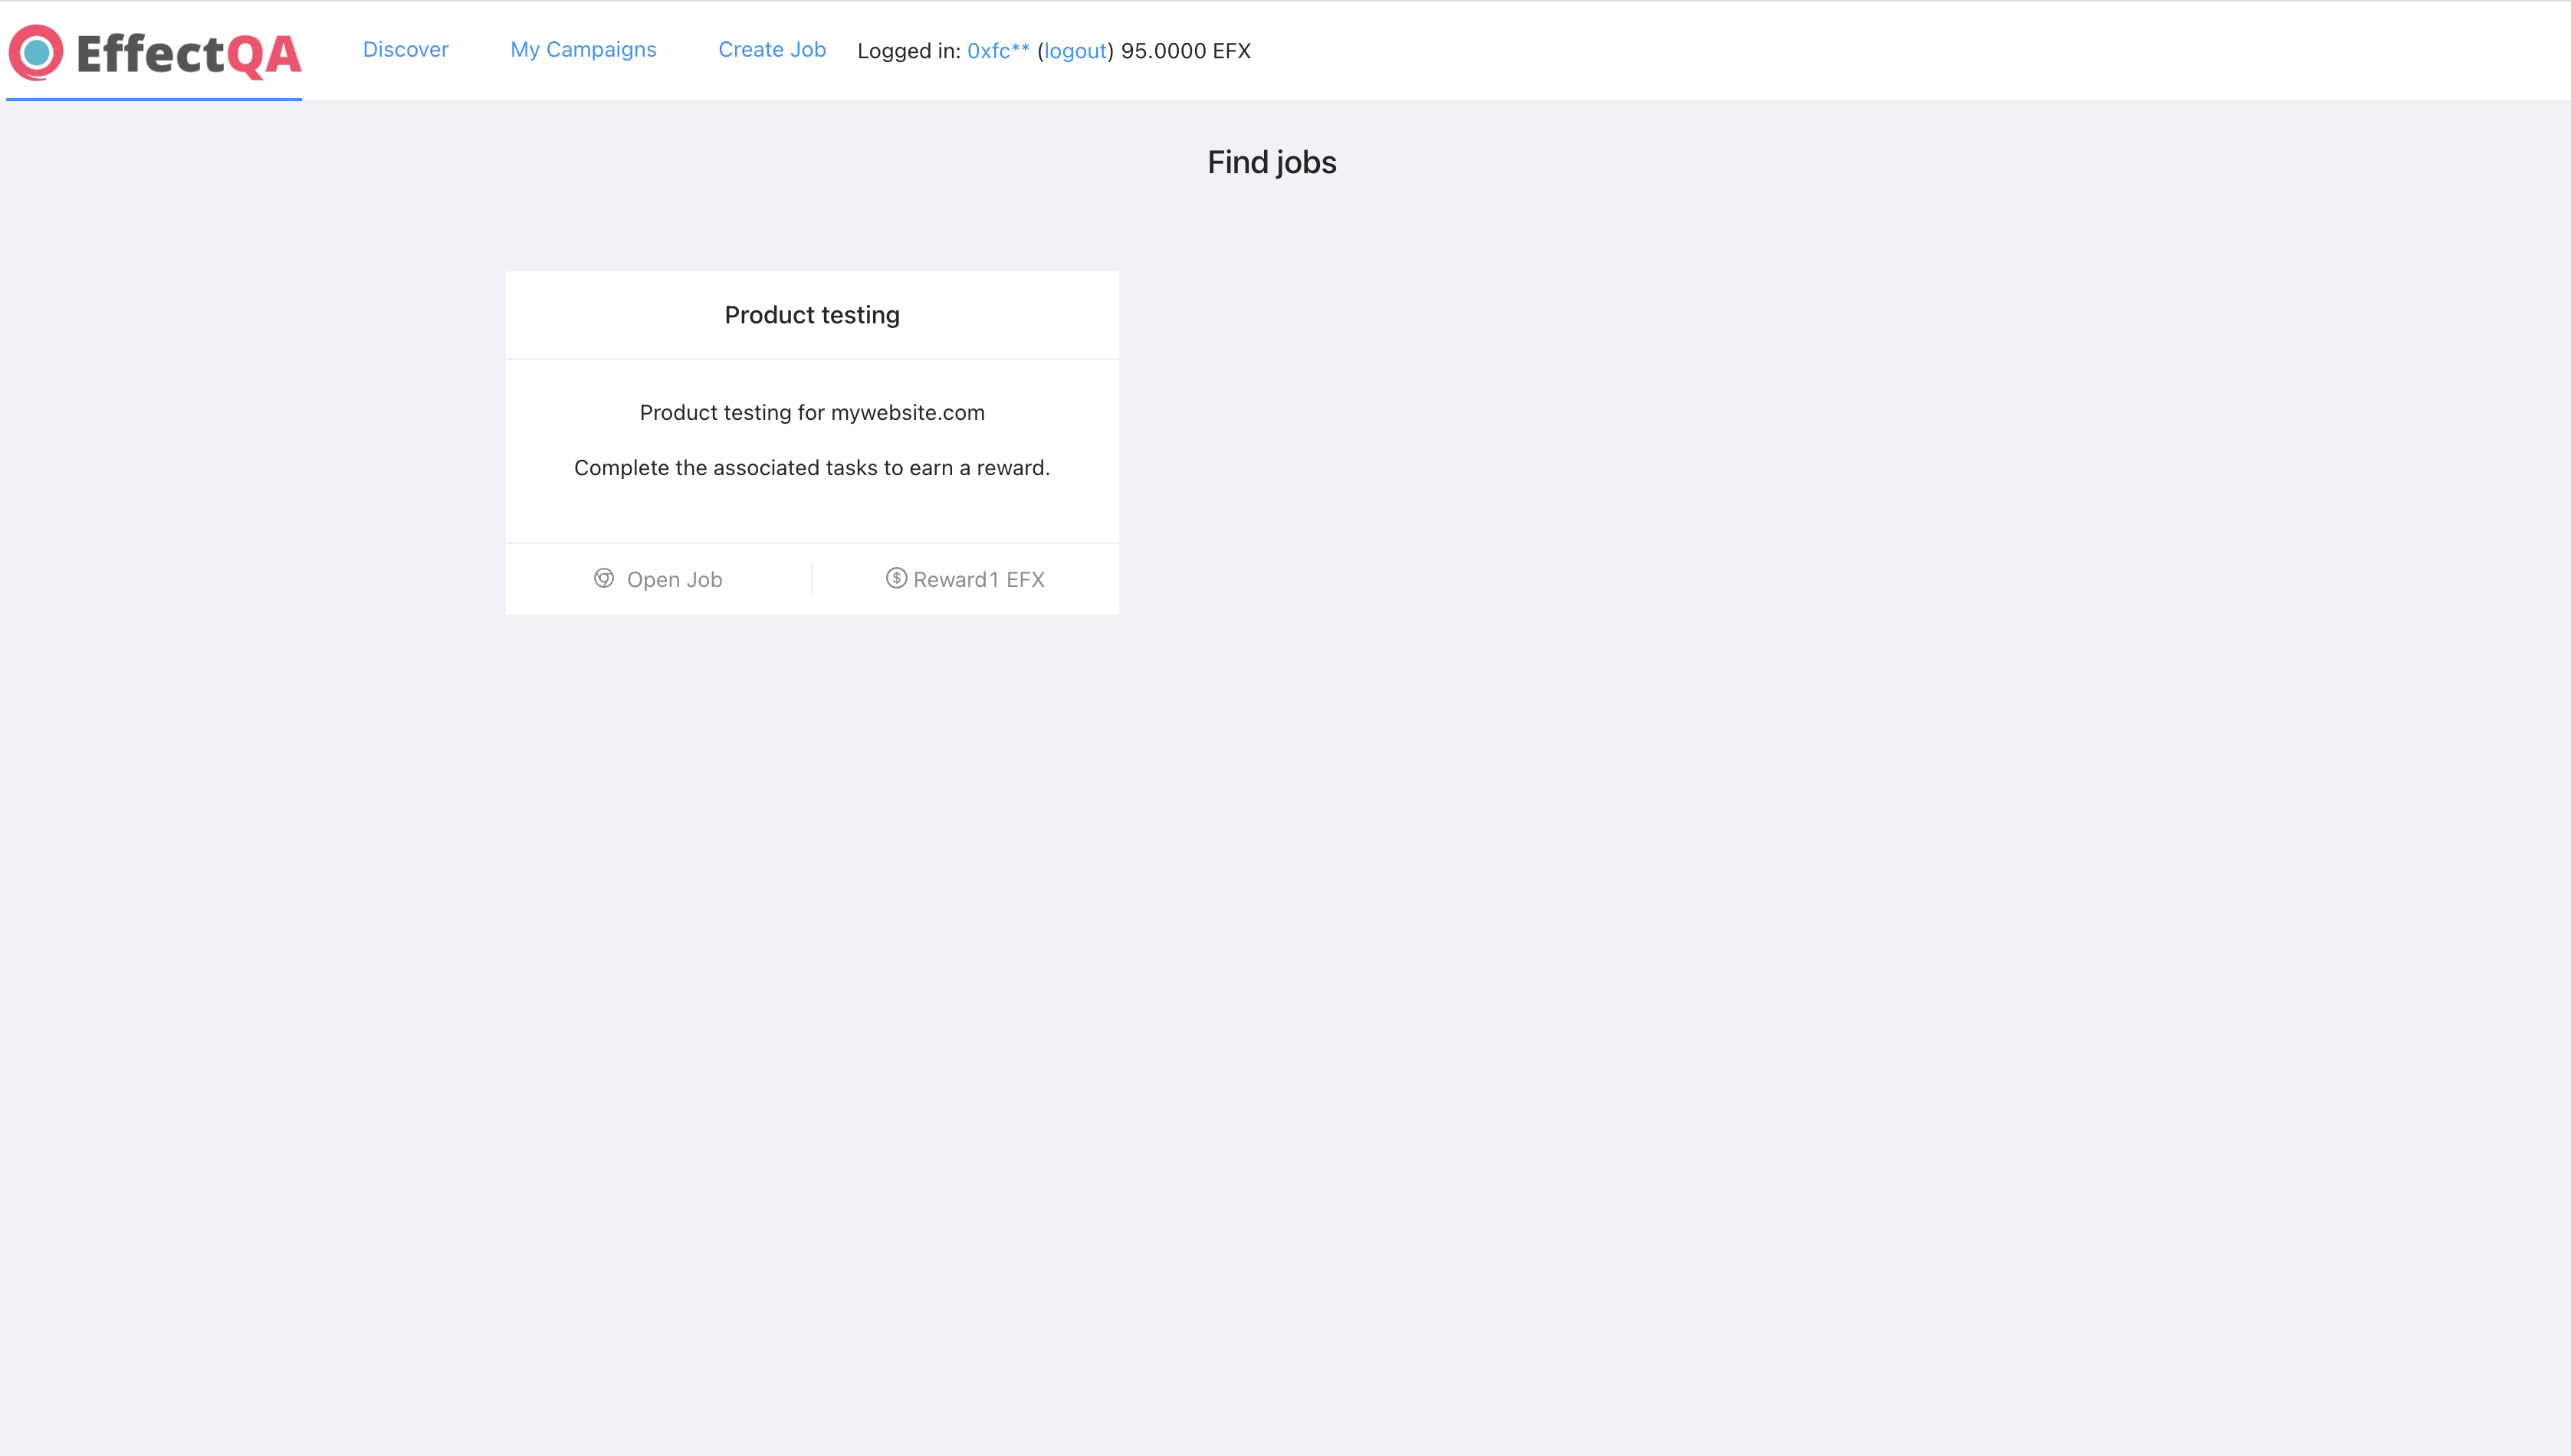 EffectQA Discover My Campaigns Create Job Logged in: 0xfc** (logout) 95.0000 EFX
Find jobs
Product testing
Product testing for mywebsite.com
Complete the associated tasks to earn a reward.
Open Job Reward1 EFX